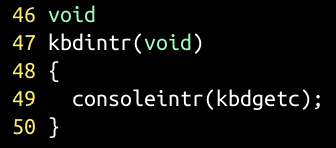 46 void
47 kbdintr(void)
48 {
49   consoleintr(kbdgetc);
50 }